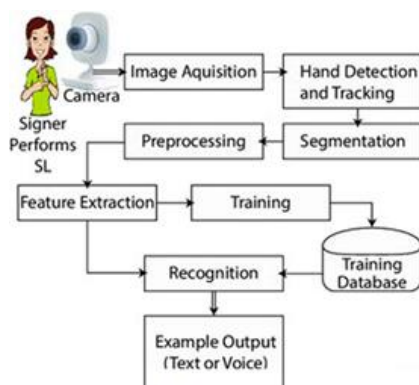 Camera
Signer
Performs
SL
Image Aquisition
Hand Detection
and Tracking
Preprocessing
Segmentation
Feature Extraction
Training
Training
Database
Recognition
Example Output
(Text or Voice)